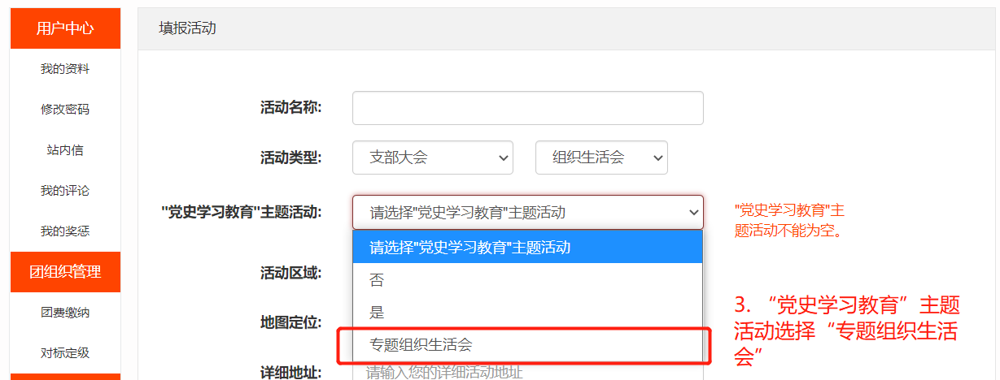 用户中心
我的资料
修改密码
站内信
我的评论
我的奖惩
团组织管理
团费缴纳
对标定级
填报活动
活动名称:
活动类型:
支部大会
组织生活会
"党史学习教育"主题活动:
请选择"党史学习教育"主题活动
"党史学习教育"主
题活动不能为空。
请选择"党史学习教育"主题活动
活动区域:
否
是
地图定位:
专题组织生活会
3. “党史学习教育”主题
活动选择“专题组织生活
会”
详细地址:
请输入您的详细活动地址